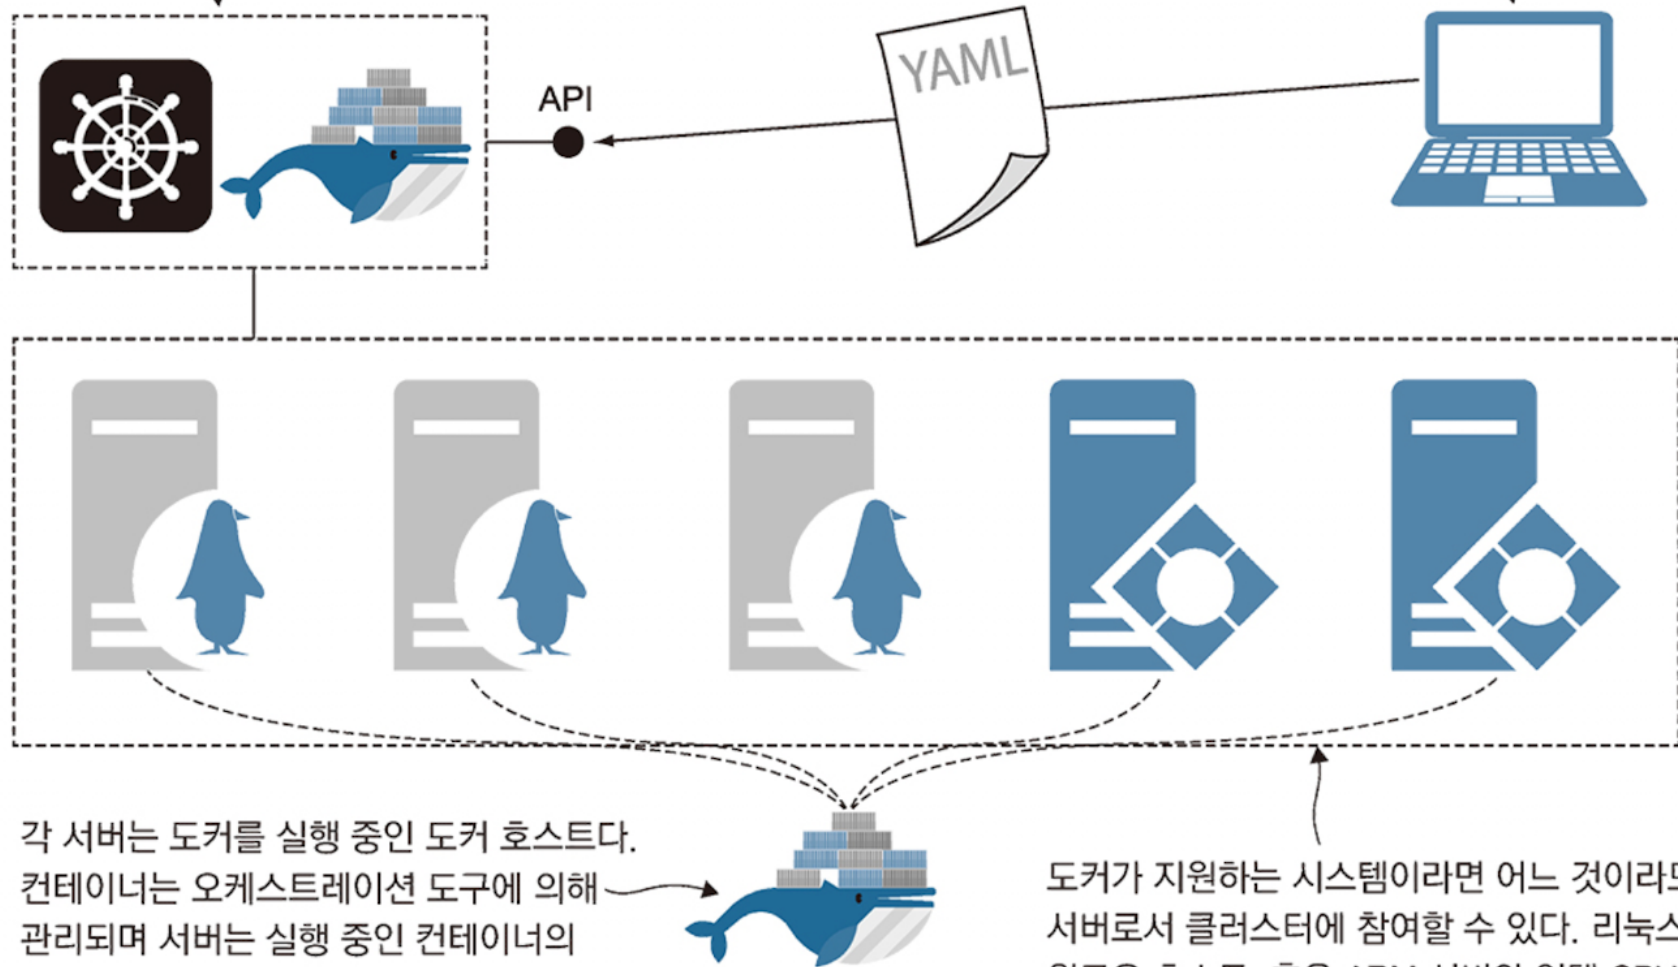 YAML
API
각 서버는 도커를 실행 중인 도커 호스트다.
컨테이너는 오케스트레이션 도구에 의해
관리되며 서버는 실행 중인 컨테이너의
도커가 지원하는 시스템이라면 어느 것이라도
서버로서 클러스터에 참여할 수 있다. 리눅스